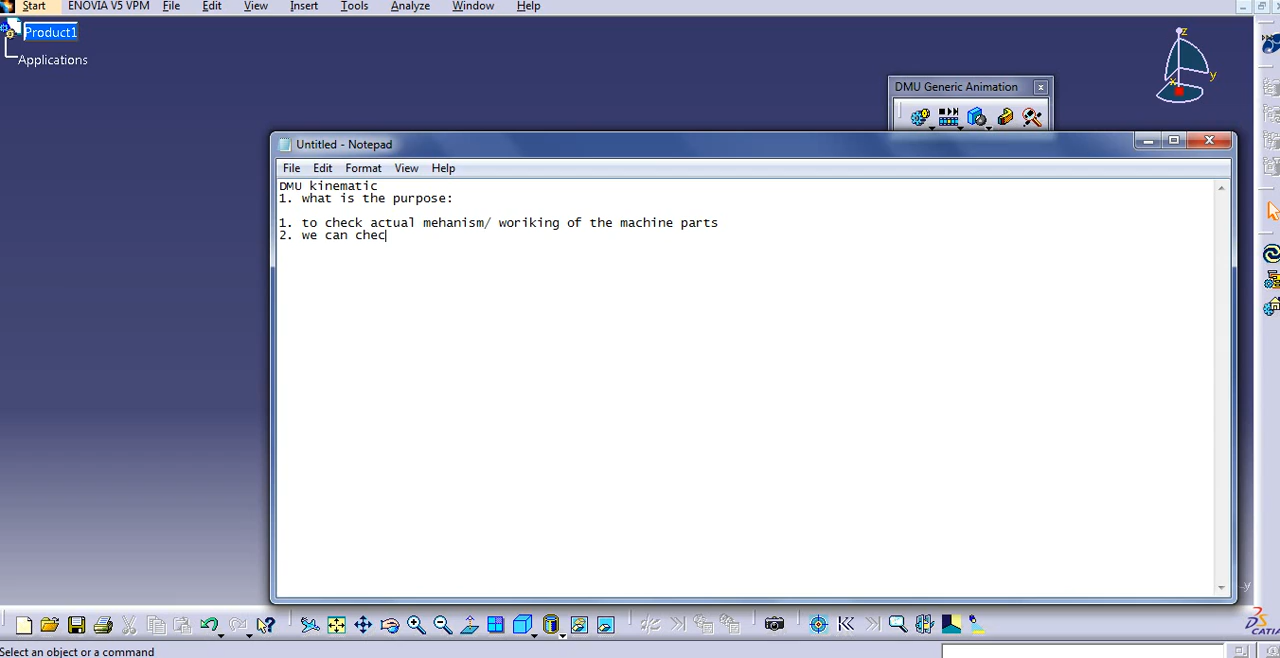 Start ENOVIA V5 VPM File Edit View Insert Tools Analyze Window Help
Product1
Applications
z
y
x
DMU Generic Animation
Untitled - Notepad
File Edit Format View Help
DMU kinematic
1. what is the purpose:
1. to check actual mehanism/ woriking of the machine parts
2. we can chec
Select an object or a command